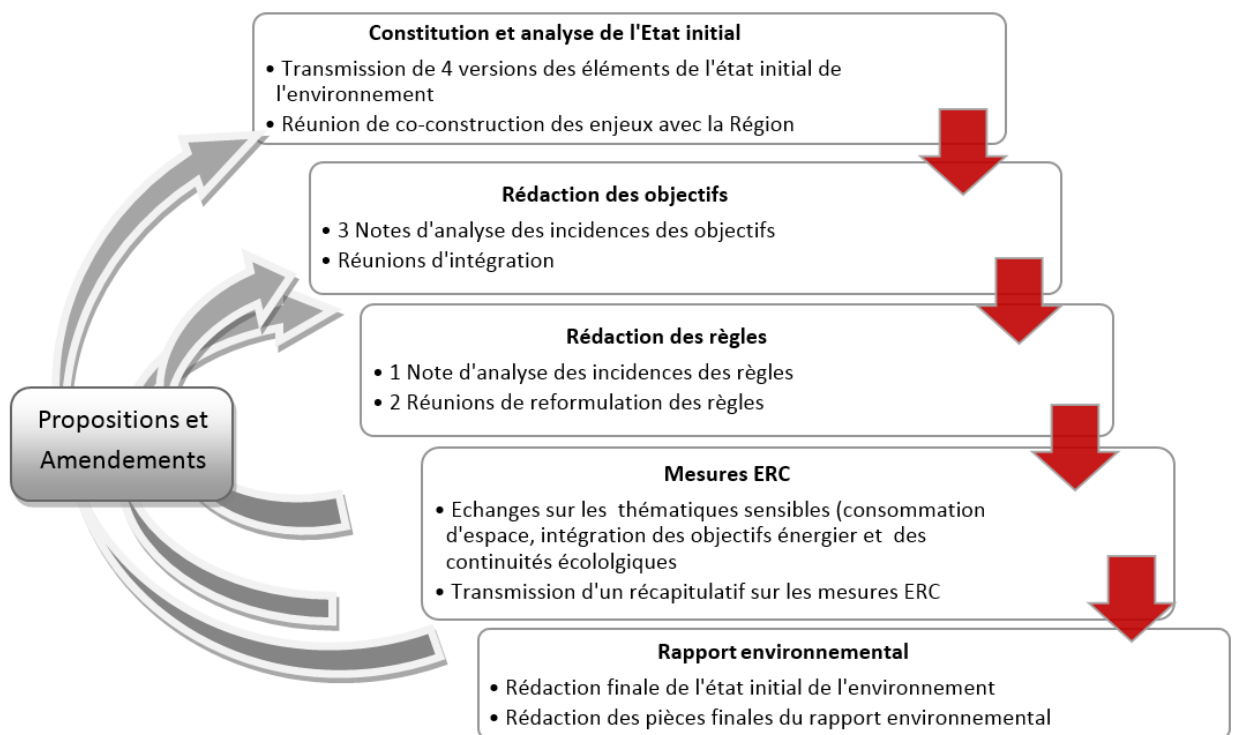 Constitution et analyse de l'Etat initial
• Transmission de 4 versions des éléments de l'état initial de
l'environnement
• Réunion de co-construction des enjeux avec la Région
Rédaction des objectifs
• 3 Notes d'analyse des incidences des objectifs
• Réunions d'intégration
Rédaction des règles
• 1 Note d'analyse des incidences des règles
• 2 Réunions de reformulation des règles
Propositions et
Amendements
Mesures ERC
• Echanges sur les thématiques sensibles (consommation
d'espace, intégration des objectifs énergier et des
continuités écololgiques
• Transmission d'un récapitulatif sur les mesures ERC
Rapport environnemental
• Rédaction finale de l'état initial de l'environnement
• Rédaction des pièces finales du rapport environnemental